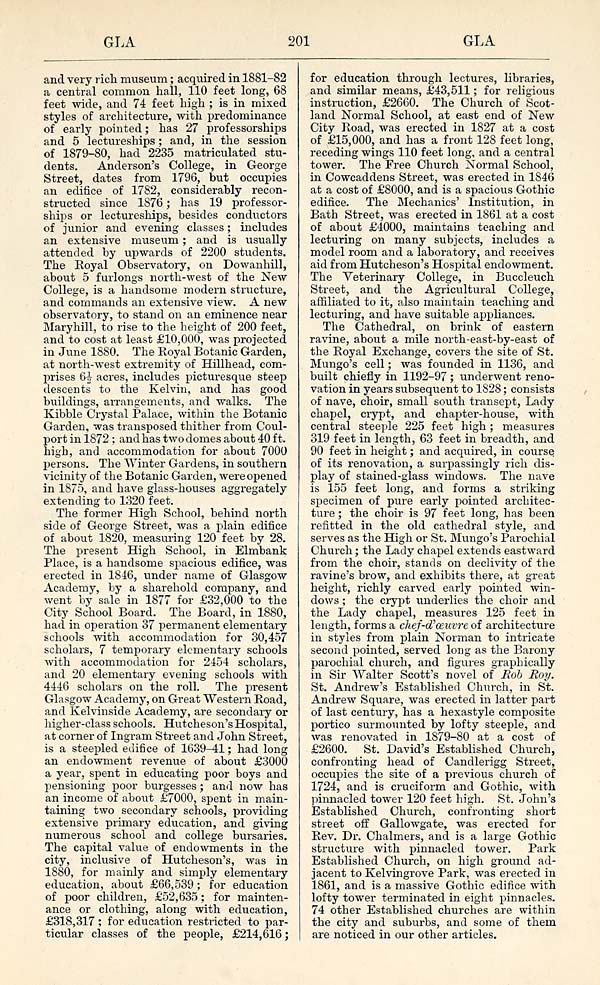 GLA 201 GLA
and very rich museum; acquired in 1881-82
a central common hall, 110 feet long, 68
feet wide, and 74 feet high; is in mixed
styles of architecture, with predominance
of early pointed; has 27 professorships
and 5 lectureships; and, in the session
of 1879-80, had 2235 matriculated stu-
dents. Anderson's College, in George
Street, dates from 1796, but occupies
an edifice of 1782, considerably recon-
structed since 1876; has 19 professor-
ships or lectureships, besides conductors
of junior and evening classes; includes
an extensive museum; and is usually
attended by upwards of 2200 students.
The Royal Observatory, on Dowanhill,
about 5 furlongs north-west of the New
College, is a handsome modern structure,
and commands an extensive view. A new
observatory, to stand on an eminence near
Maryhill, to rise to the height of 200 feet,
and to cost at least £10,000, was projected
in June 1880. The Royal Botanic Garden,
at north-west extremity of Hillhead, com-
prises 6½ acres, includes picturesque steep
descents to the Kelvin, and has good
buildings, arrangements, and walks. The
Kibble Crystal Palace, within the Botanic
Garden, was transposed thither from Coul-
port in 1872; and has two domes about 40 ft.
high, and accommodation for about 7000
persons. The Winter Gardens, in southern
vicinity of the Botanic Garden, were opened
in 1875, and have glass-houses aggregately
extending to 1320 feet.
The former High School, behind north
side of George Street, was a plain edifice
of about 1820, measuring 120 feet by 28.
The present High School, in Elmbank
Place, is a handsome spacious edifice, was
erected in 1846, under name of Glasgow
Academy, by a sharehold company, and
went by sale in 1877 for £32,000 to the
City School Board. The Board, in 1880,
had in operation 37 permanent elementary
schools with accommodation for 30,457
scholars, 7 temporary elementary schools
with accommodation for 2454 scholars,
and 20 elementary evening schools with
4446 scholars on the roll. The present
Glasgow Academy, on Great Western Road,
and Kelvinside Academy, are secondary or
higher-class schools. Hutcheson's Hospital,
at corner of Ingram Street and John Street,
is a steepled edifice of 1639-41; had long
an endowment revenue of about £3000
a year, spent in educating poor boys and
pensioning poor burgesses; and now has
an income of about £7000, spent in main-
taining two secondary schools, providing
extensive primary education, and giving
numerous school and college bursaries.
The capital value of endowments in the
city, inclusive of Hutcheson's, was in
1880, for mainly and simply elementary
education, about £66,539; for education
of poor children, £52,635; for mainten-
ance or clothing, along with education,
£318,317; for education restricted to par-
ticular classes of the people, £214,616;
for education through lectures, libraries,
and similar means, £43,511; for religious
instruction, £2660. The Church of Scot-
land Normal School, at east end of New
City Road, was erected in 1827 at a cost
of £15,000, and has a front 128 feet long,
receding wings 110 feet long, and a central
tower. The Free Church Normal School,
in Cowcaddens Street, was erected in 1846
at a cost of £8000, and is a spacious Gothic
edifice. The Mechanics' Institution, in
Bath Street, was erected in 1861 at a cost
of about £4000, maintains teaching and
lecturing on many subjects, includes a
model room and a laboratory, and receives
aid from Hutcheson's Hospital endowment.
The Veterinary College, in Buccleuch
Street, and the Agricultural College,
affiliated to it, also maintain teaching and
lecturing, and have suitable appliances.
The Cathedral, on brink of eastern
ravine, about a mile north-east-by-east of
the Royal Exchange, covers the site of St.
Mungo's cell; was founded in 1136, and
built chiefly in 1192-97; underwent reno-
vation in years subsequent to 1828; consists
of nave, choir, small south transept, Lady
chapel, crypt, and chapter-house, with
central steeple 225 feet high; measures
319 feet in length, 63 feet in breadth, and
90 feet in height; and acquired, in course
of its renovation, a surpassingly rich dis-
play of stained-glass windows. The nave
is 155 feet long, and forms a striking
specimen of pure early pointed architec-
ture; the choir is 97 feet long, has been
refitted in the old cathedral style, and
serves as the High or St. Mungo's Parochial
Church; the Lady chapel extends eastward
from the choir, stands on declivity of the
ravine's brow, and exhibits there, at great
height, richly carved early pointed win-
dows; the crypt underlies the choir and
the Lady chapel, measures 125 feet in
length, forms a chef-d'œuvre of architecture
in styles from plain Norman to intricate
second pointed, served long as the Barony
parochial church, and figures graphically
in Sir Walter Scott's novel of Rob Roy.
St. Andrew's Established Church, in St.
Andrew Square, was erected in latter part
of last century, has a hexastyle composite
portico surmounted by lofty steeple, and
was renovated in 1879-80 at a cost of
£2600. St. David's Established Church,
confronting head of Candlerigg Street,
occupies the site of a previous church of
1724, and is cruciform and Gothic, with
pinnacled tower 120 feet high. St. John's
Established Church, confronting short
street off Gallowgate, was erected for
Rev. Dr. Chalmers, and is a large Gothic
structure with pinnacled tower. Park
Established Church, on high ground ad-
jacent to Kelvingrove Park, was erected in
1861, and is a massive Gothic edifice with
lofty tower terminated in eight pinnacles.
74 other Established churches are within
the city and suburbs, and some of them
are noticed in our other articles.